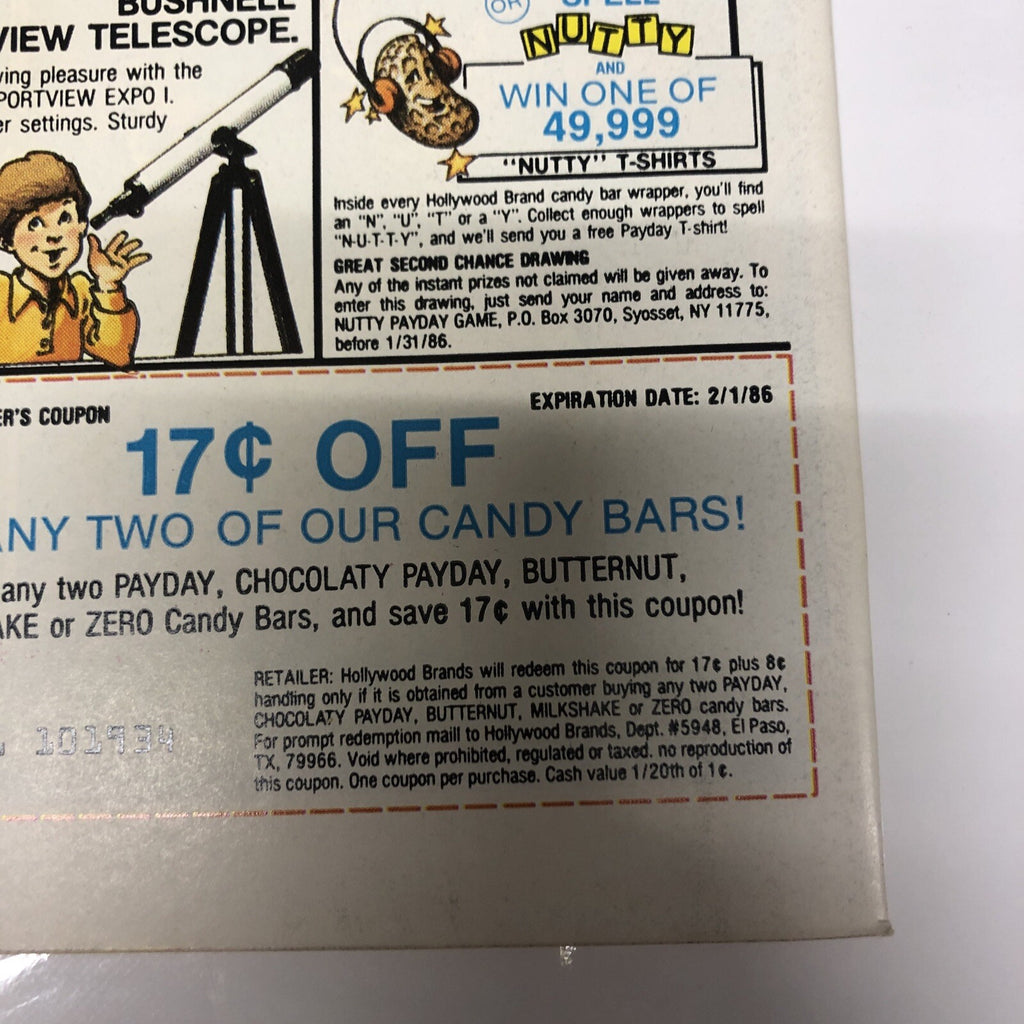 BUSHNELL
VIEW TELESCOPE.
ving pleasure with the
PORTVIEW EXPO I.
er settings. Sturdy
OR SPELL
NUTTY
AND
WIN ONE OF
49,999
"NUTTY" T-SHIRTS
Inside every Hollywood Brand candy bar wrapper, you'll find
an "N", "U", "T" or a "Y". Collect enough wrappers to spell
"N-U-T-T-Y", and we'll send you a free Payday T-shirt!
GREAT SECOND CHANCE DRAWING
Any of the instant prizes not claimed will be given away. To
enter this drawing, just send your name and address to:
NUTTY PAYDAY GAME, P.O. Box 3070, Syosset, NY 11775,
before 1/31/86.
ER'S COUPON
EXPIRATION DATE: 2/1/86
17¢ OFF
ANY TWO OF OUR CANDY BARS!
any two PAYDAY, CHOCOLATY PAYDAY, BUTTERNUT,
AKE or ZERO Candy Bars, and save 17¢ with this coupon!
RETAILER: Hollywood Brands will redeem this coupon for 17¢ plus 8¢
handling only if it is obtained from a customer buying any two PAYDAY,
CHOCOLATY PAYDAY, BUTTERNUT, MILKSHAKE or ZERO candy bars.
For prompt redemption maill to Hollywood Brands, Dept. #5948, El Paso,
TX, 79966. Void where prohibited, regulated or taxed. no reproduction of
this coupon. One coupon per purchase. Cash value 1/20th of 1¢.
101934